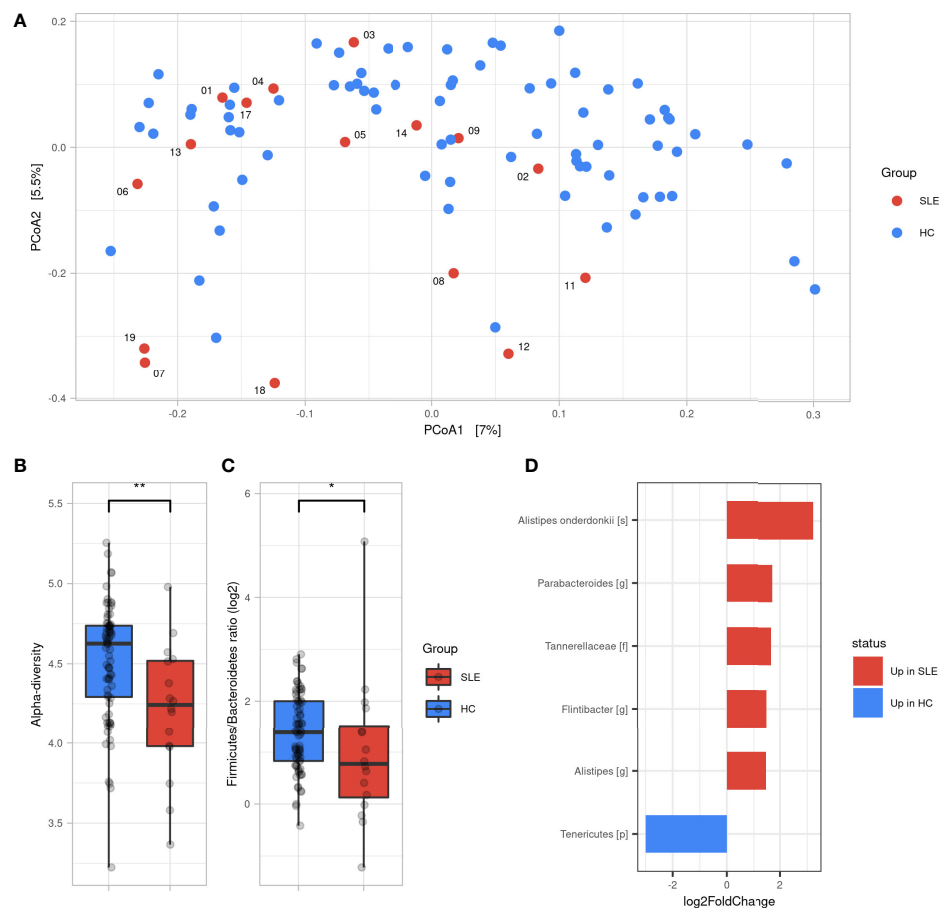 A
0.2
0.0
-0.2
-0.4
PCoA2 [5.5%]
03
04
01
17
13
05
14
09
02
06
08
11
12
19
07
18
-0.2
-0.1
0.0
0.1
0.2
0.3
PCoA1 [7%]
Group
SLE
HC
B
**
5.5
5.0
4.5
4.0
3.5
Alpha-diversity
C
*
6
4
2
0
Firmicutes/Bacteroidetes ratio (log2)
Group
SLE
HC
D
Alistipes onderdonkii [s]
Parabacteroides [g]
Tannerellaceae [f]
Flintibacter [g]
Alistipes [g]
Tenericutes [p]
-2
0
2
log2FoldChange
status
Up in SLE
Up in HC